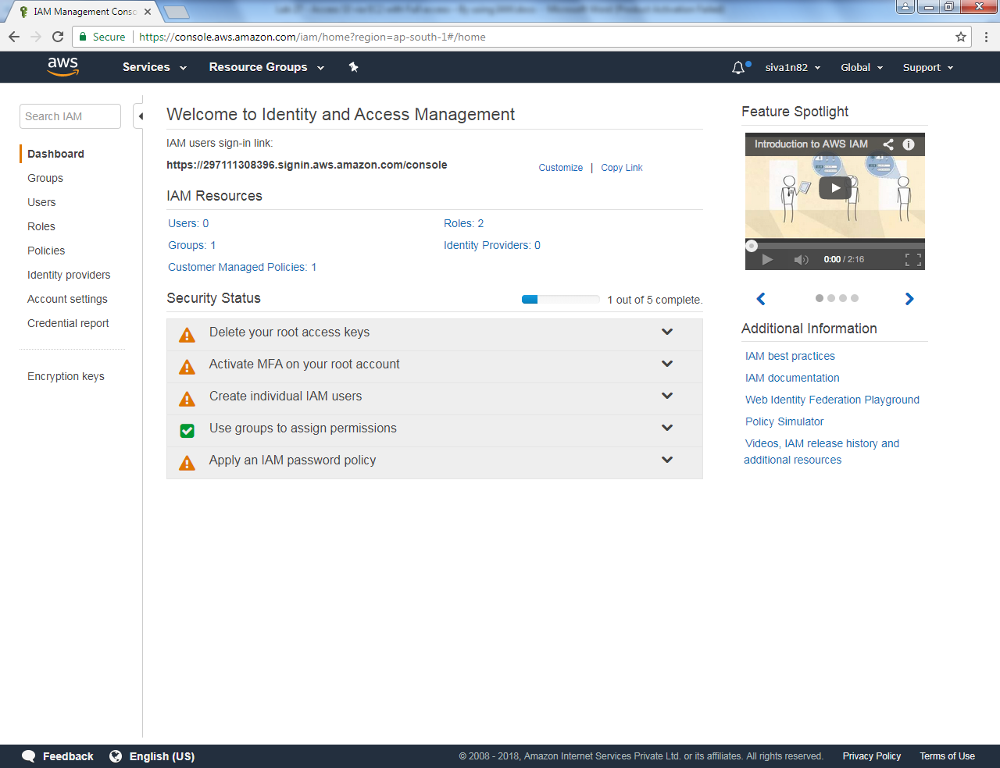 IAM Management Consc
Secure
https://console.aws.amazon.com/iam/home?region=ap-south-1#/home
aws
Services
Resource Groups
siva1n82
Global
Support
Search IAM
Dashboard
Groups
Users
Roles
Policies
Identity providers
Account settings
Credential report
Encryption keys
Welcome to Identity and Access Management
IAM users sign-in link:
https://297111308396.signin.aws.amazon.com/console
Customize | Copy Link
IAM Resources
Users: 0
Roles: 2
Groups: 1
Identity Providers: 0
Customer Managed Policies: 1
Security Status
1 out of 5 complete.
Delete your root access keys
Activate MFA on your root account
Create individual IAM users
Use groups to assign permissions
Apply an IAM password policy
Feature Spotlight
Introduction to AWS IAM
0:00 / 2:16
Additional Information
IAM best practices
IAM documentation
Web Identity Federation Playground
Policy Simulator
Videos, IAM release history and
additional resources
Feedback
English (US)
© 2008 - 2018, Amazon Internet Services Private Ltd. or its affiliates. All rights reserved.
Privacy Policy
Terms of Use